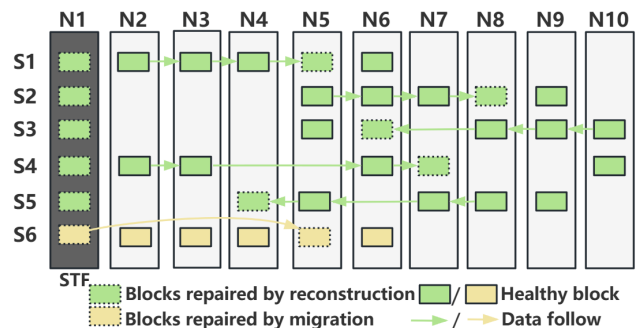 N1 N2 N3 N4 N5 N6 N7 N8 N9 N10
S1
S2
S3
S4
S5
S6
STF
Blocks repaired by reconstruction / Healthy block
Blocks repaired by migration / Data follow